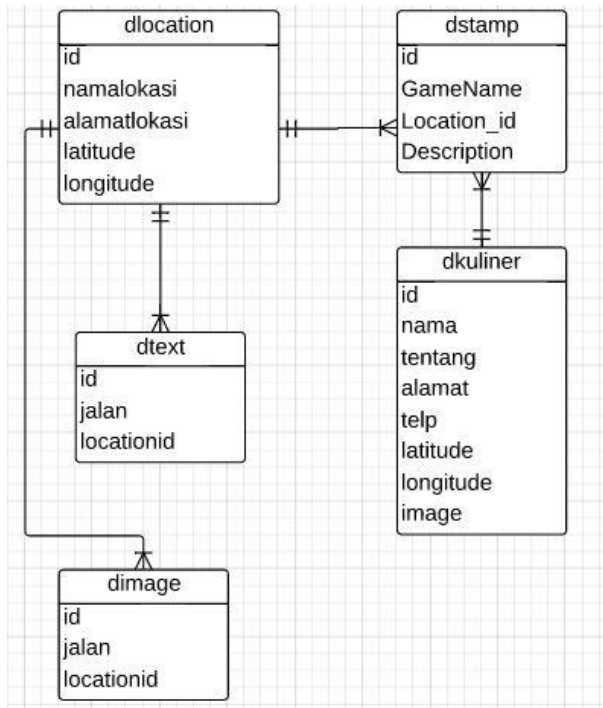 dlocation
id
namalokasi
alamatlokasi
latitude
longitude
dstamp
id
GameName
Location_id
Description
dkuliner
id
nama
tentang
alamat
telp
latitude
longitude
image
dtext
id
jalan
locationid
dimage
id
jalan
locationid